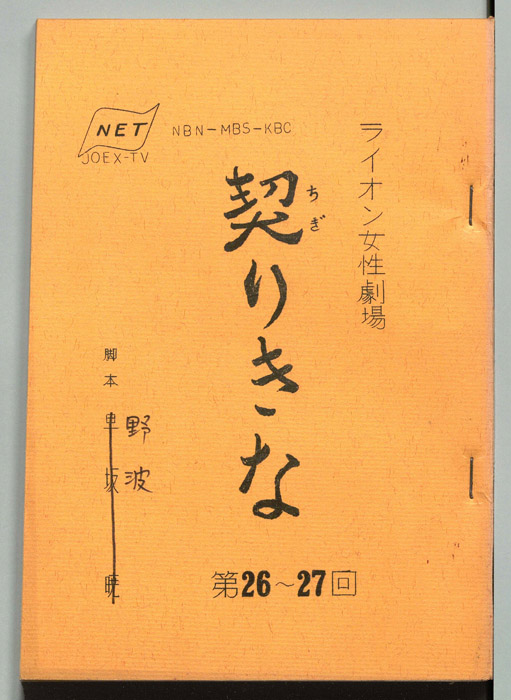 ライオン女性劇場
NET
JOEX-TV
NBN-MBS-KBC
契りきな
ちぎ
脚本
早坂暁
野波
第26~27回